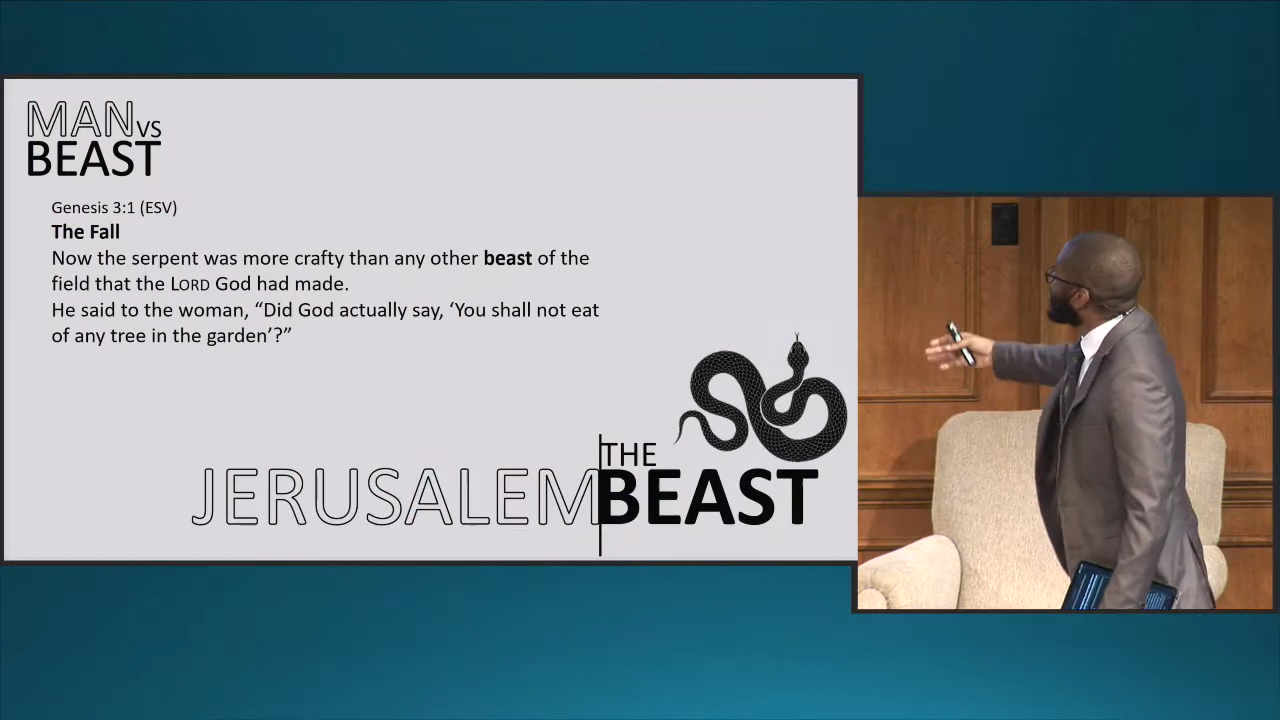 MAN VS
BEAST
Genesis 3:1 (ESV)
The Fall
Now the serpent was more crafty than any other beast of the
field that the LORD God had made.
He said to the woman, “Did God actually say, ‘You shall not eat
of any tree in the garden’?”
THE
JERUSALEM BEAST